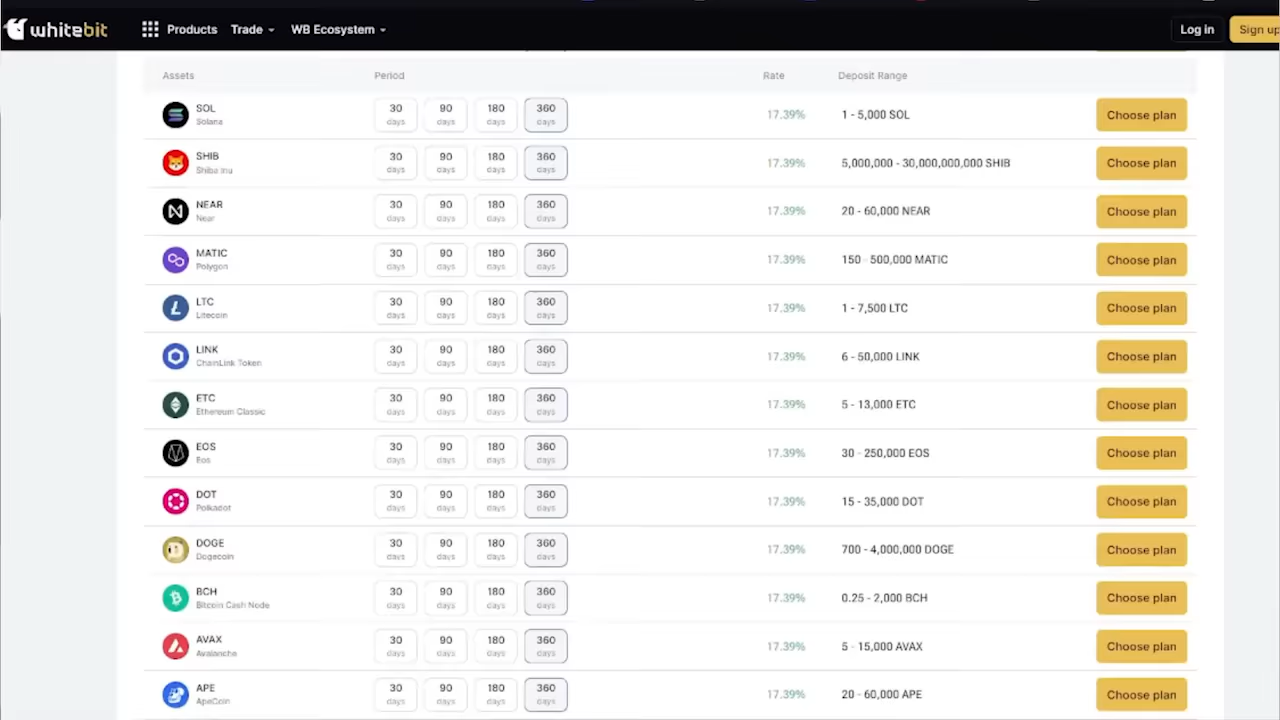 whitebit Products Trade WB Ecosystem Log in Sign up
Assets Period Rate Deposit Range
SOL 30 90 180 360 17.39% 1 - 5,000 SOL Choose plan
Solana days days days days
SHIB 30 90 180 360 17.39% 5,000,000 - 30,000,000,000 SHIB Choose plan
Shiba Inu days days days days
NEAR 30 90 180 360 17.39% 20 - 60,000 NEAR Choose plan
Near days days days days
MATIC 30 90 180 360 17.39% 150 - 500,000 MATIC Choose plan
Polygon days days days days
LTC 30 90 180 360 17.39% 1 - 7,500 LTC Choose plan
Litecoin days days days days
LINK 30 90 180 360 17.39% 6 - 50,000 LINK Choose plan
ChainLink Token days days days days
ETC 30 90 180 360 17.39% 5 - 13,000 ETC Choose plan
Ethereum Classic days days days days
EOS 30 90 180 360 17.39% 30 - 250,000 EOS Choose plan
Eos days days days days
DOT 30 90 180 360 17.39% 15 - 35,000 DOT Choose plan
Polkadot days days days days
DOGE 30 90 180 360 17.39% 700 - 4,000,000 DOGE Choose plan
Dogecoin days days days days
BCH 30 90 180 360 17.39% 0.25 - 2,000 BCH Choose plan
Bitcoin Cash Node days days days days
AVAX 30 90 180 360 17.39% 5 - 15,000 AVAX Choose plan
Avalanche days days days days
APE 30 90 180 360 17.39% 20 - 60,000 APE Choose plan
ApeCoin days days days days